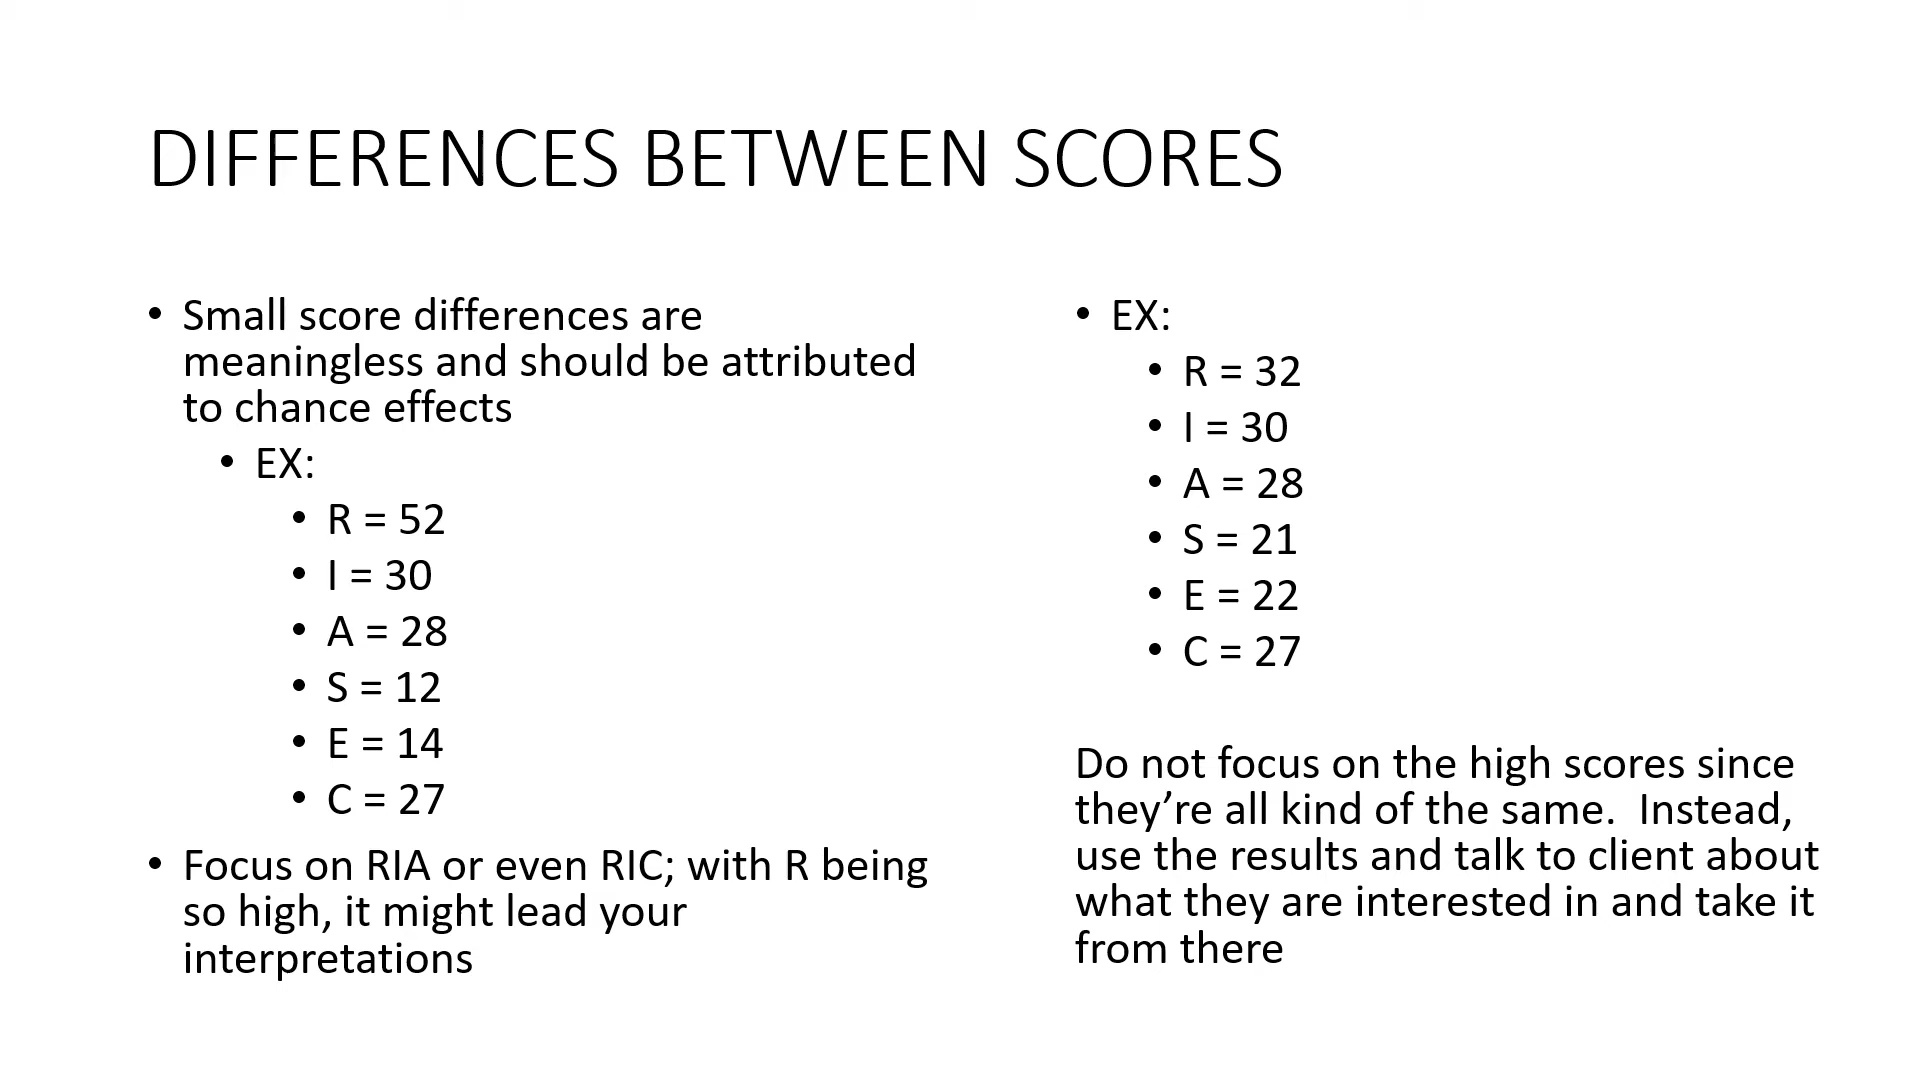 DIFFERENCES BETWEEN SCORES
• Small score differences are
meaningless and should be attributed
to chance effects
• EX:
• R = 52
• I = 30
• A = 28
• S = 12
• E = 14
• C = 27
• Focus on RIA or even RIC; with R being
so high, it might lead your
interpretations
• EX:
• R = 32
• I = 30
• A = 28
• S = 21
• E = 22
• C = 27
Do not focus on the high scores since
they’re all kind of the same.  Instead,
use the results and talk to client about
what they are interested in and take it
from there